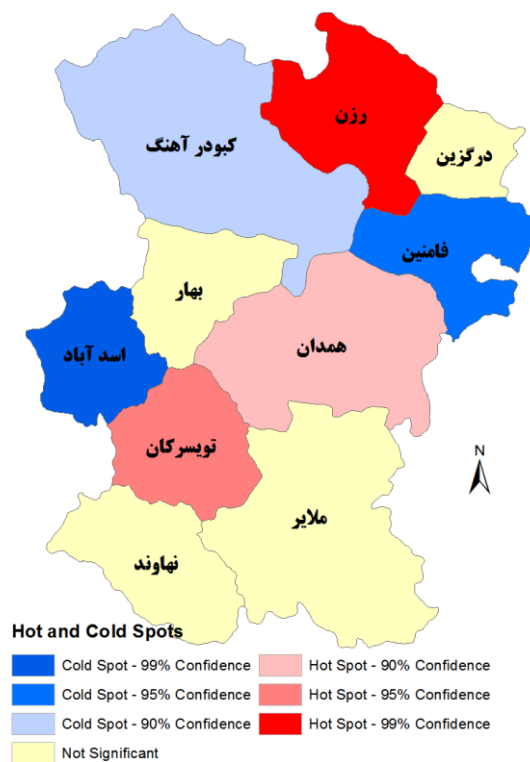 رزن
درگزین
کبودر آهنگ
فامنین
بهار
همدان
اسد آباد
تویسرکان
ملایر
نهاوند
N
Hot and Cold Spots
Cold Spot - 99% Confidence
Hot Spot - 90% Confidence
Cold Spot - 95% Confidence
Hot Spot - 95% Confidence
Cold Spot - 90% Confidence
Hot Spot - 99% Confidence
Not Significant